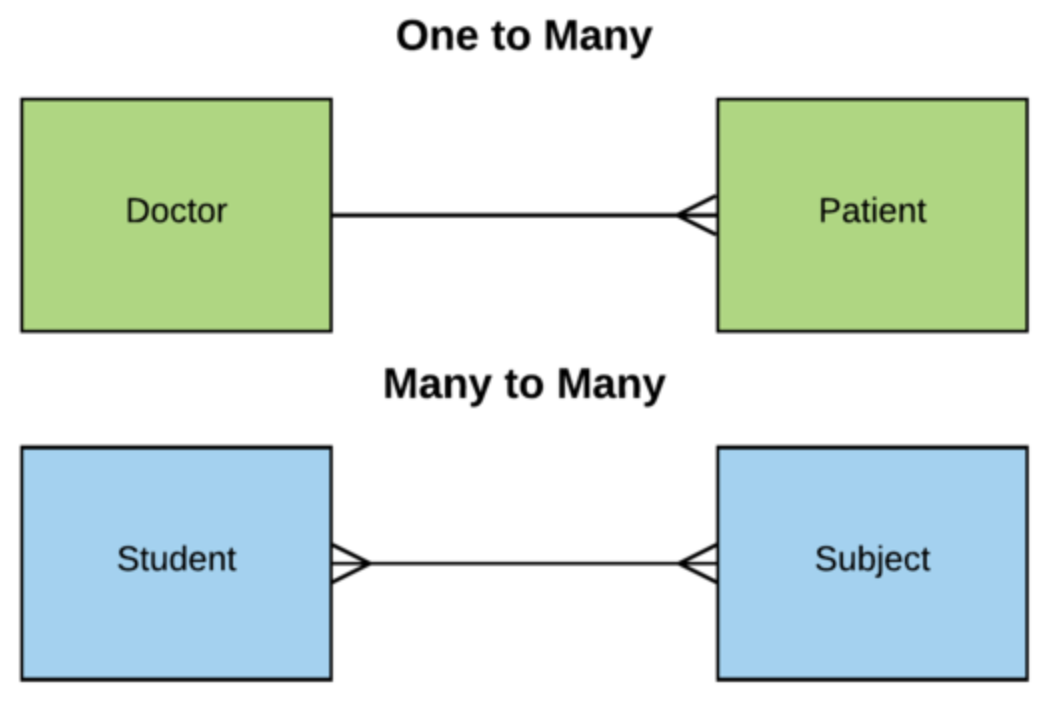 One to Many
Doctor
Patient
Many to Many
Student
Subject